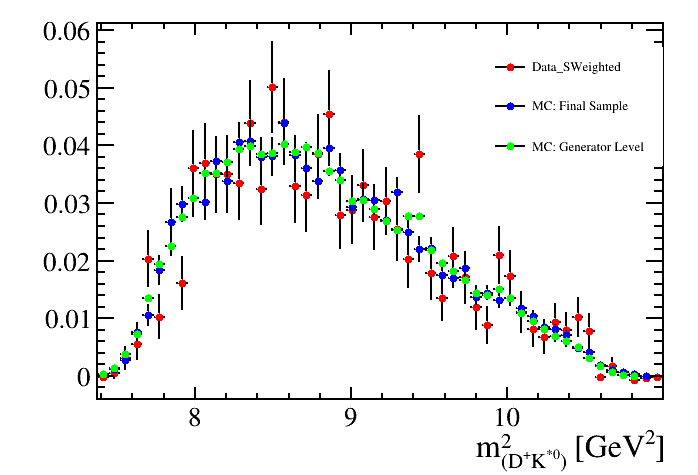 0.06
0.05
0.04
0.03
0.02
0.01
0
8 9 10
Data_SWeighted
MC: Final Sample
MC: Generator Level
m²(D⁺K*⁰) [GeV²]